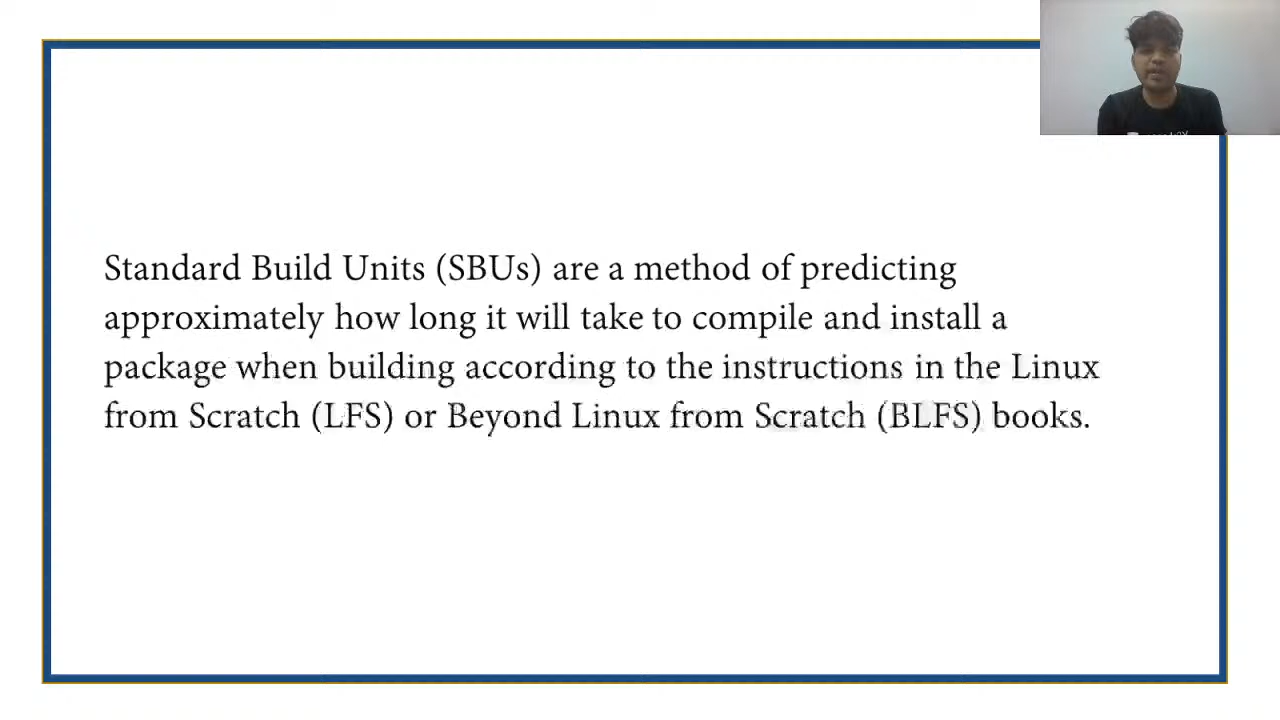 Standard Build Units (SBUs) are a method of predicting
approximately how long it will take to compile and install a
package when building according to the instructions in the Linux
from Scratch (LFS) or Beyond Linux from Scratch (BLFS) books.